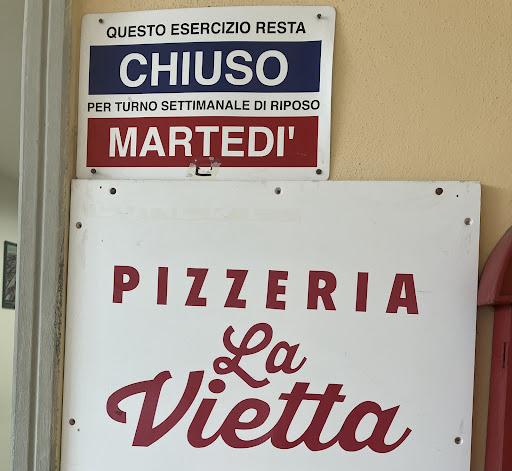 QUESTO ESERCIZIO RESTA
CHIUSO
PER TURNO SETTIMANALE DI RIPOSO
MARTEDI'
PIZZERIA
La
Vietta